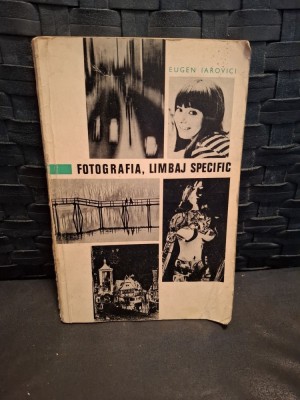 EUGEN IAROVICI
FOTOGRAFIA, LIMBAJ SPECIFIC